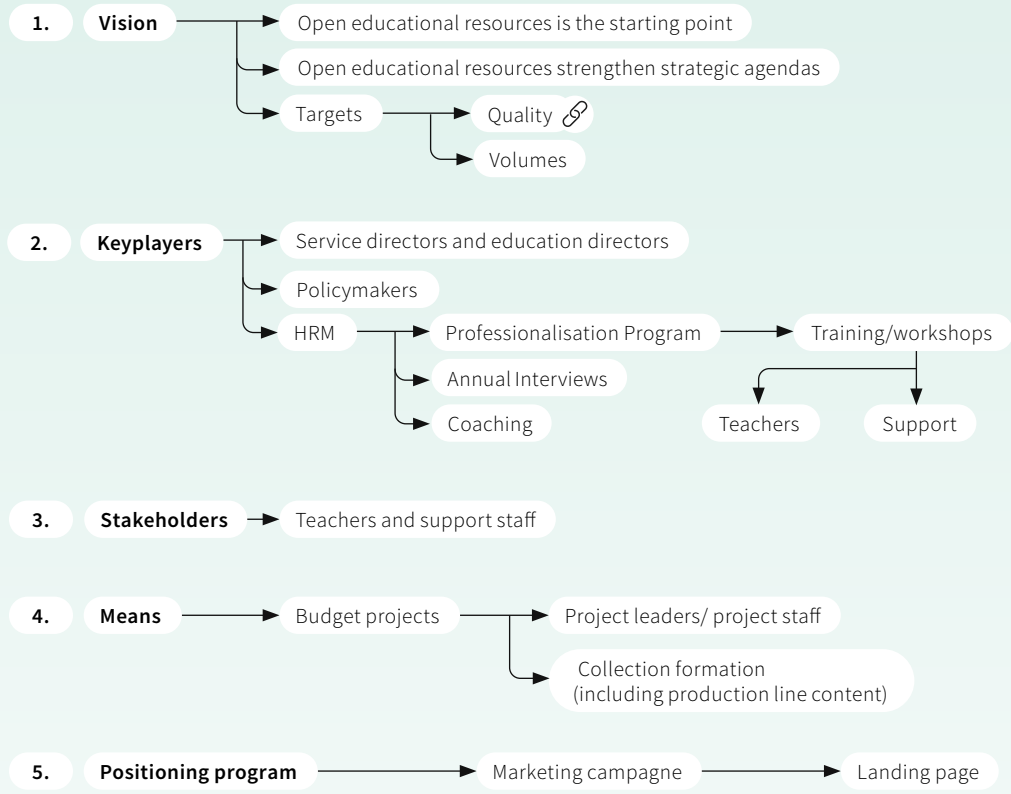 1. Vision
Open educational resources is the starting point
Open educational resources strengthen strategic agendas
Targets
Quality
Volumes
2. Keyplayers
Service directors and education directors
Policymakers
HRM
Professionalisation Program
Training/workshops
Annual Interviews
Coaching
Teachers
Support
3. Stakeholders
Teachers and support staff
4. Means
Budget projects
Project leaders/ project staff
Collection formation
(including production line content)
5. Positioning program
Marketing campagne
Landing page